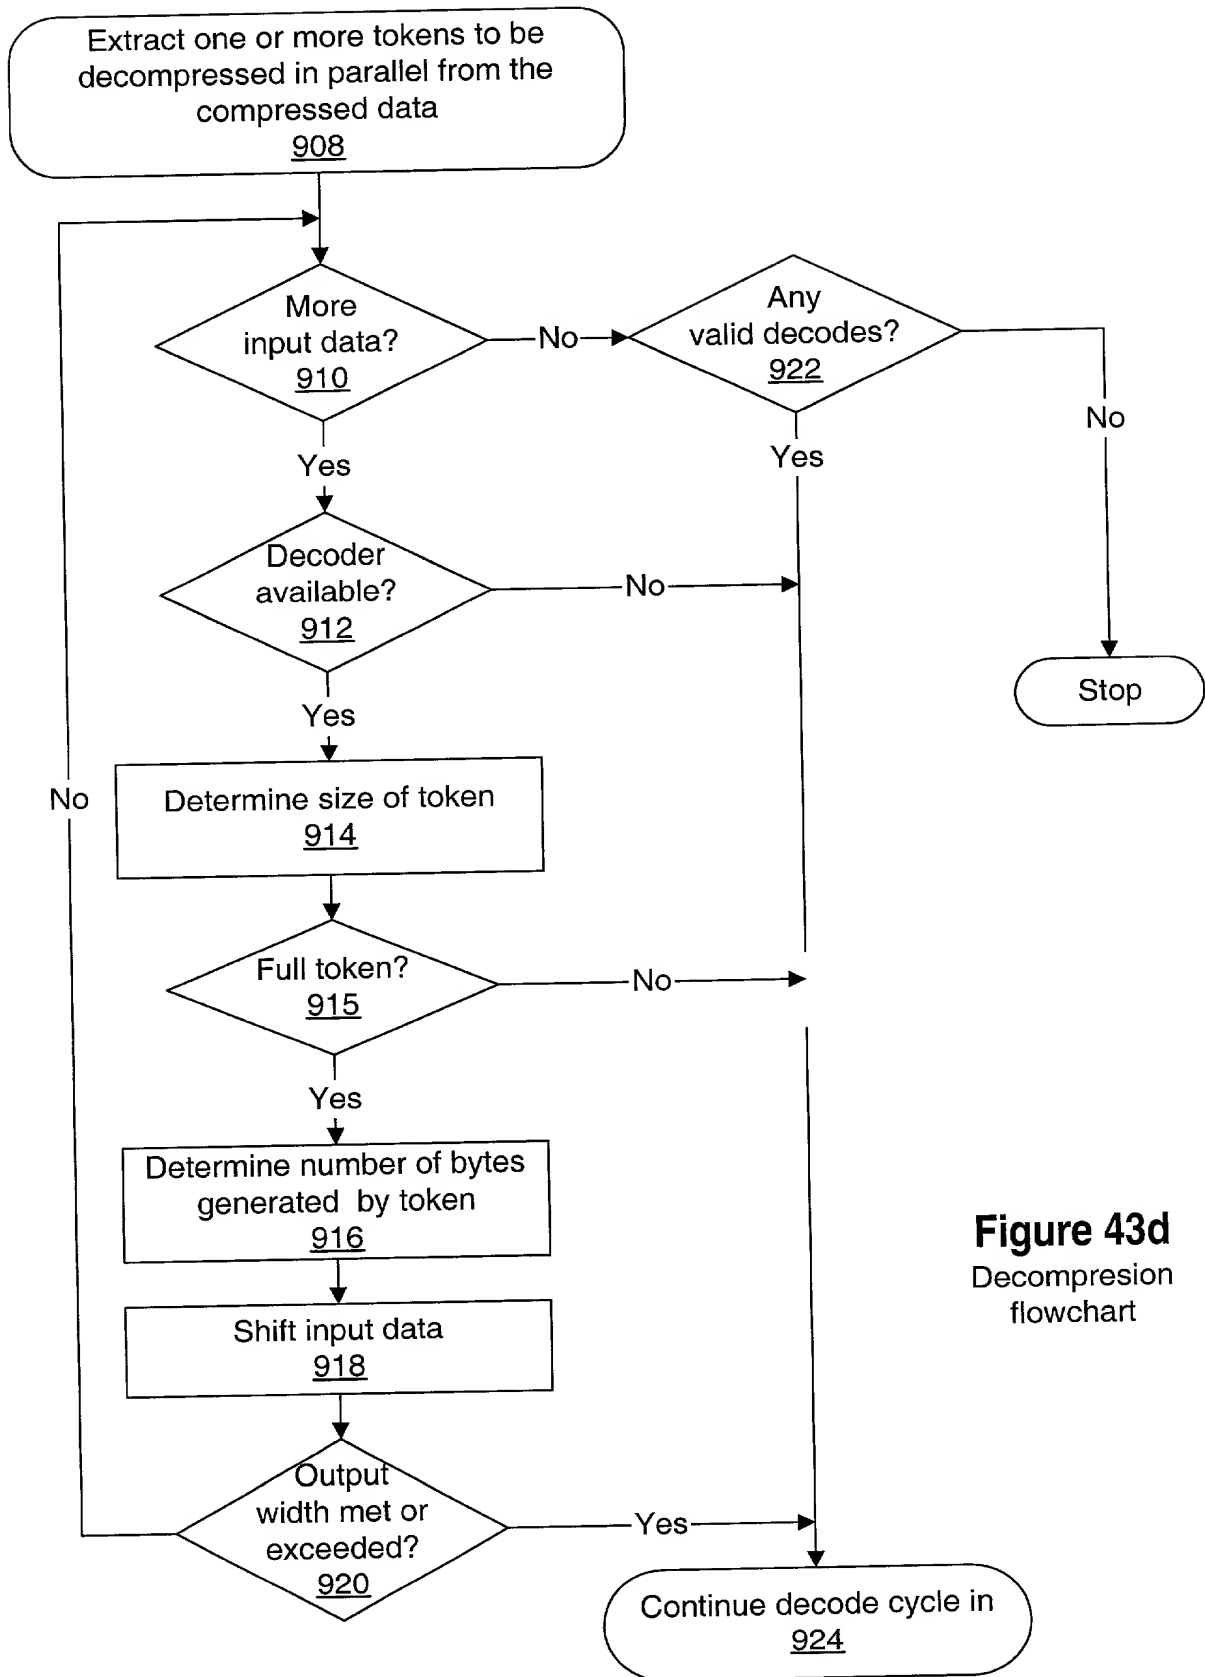 Extract one or more tokens to be
decompressed in parallel from the
compressed data
908
More
input data?
910
No
Any
valid decodes?
922
No
Yes
Yes
Decoder
available?
912
No
Yes
Stop
Determine size of token
914
No
Full token?
915
No
Yes
Determine number of bytes
generated by token
916
Shift input data
918
Output
width met or
exceeded?
920
Yes
Continue decode cycle in
924
Figure 43d
Decompresion
flowchart